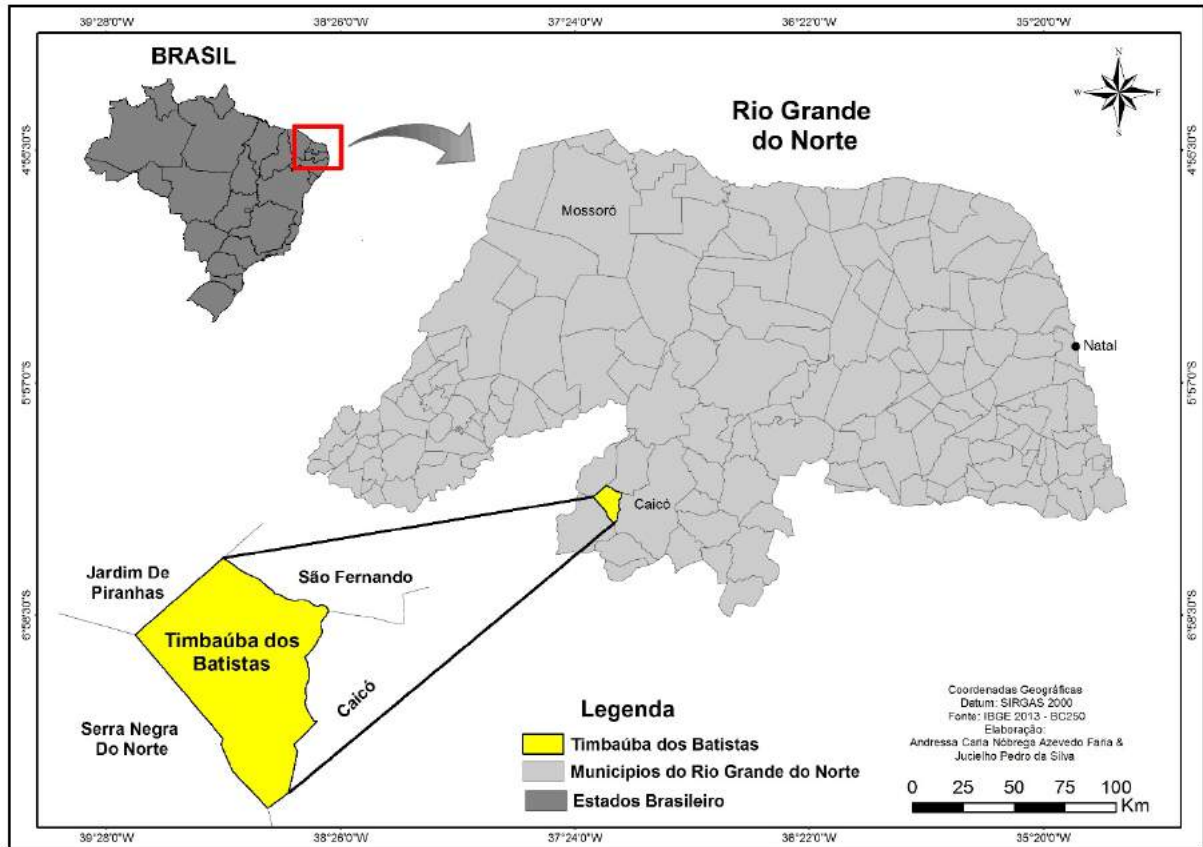 39°28'0"W 38°26'0"W 37°24'0"W 36°22'0"W 35°20'0"W
BRASIL
N
W E
S
Rio Grande
do Norte
4°55'30"S 4°55'30"S
Mossoró
Natal
5°57'0"S 5°57'0"S
Caicó
Jardim De
Piranhas
São Fernando
6°58'30"S 6°58'30"S
Timbaúba dos
Batistas
Caicó
Serra Negra
Do Norte
Legenda
Timbaúba dos Batistas
Municípios do Rio Grande do Norte
Estados Brasileiro
Coordenadas Geográficas
Datum: SIRGAS 2000
Fonte: IBGE 2013 - BC250
Elaboração:
Andressa Carla Nóbrega Azevedo Faria &
Jucielho Pedro da Silva
0 25 50 75 100
Km
39°28'0"W 38°26'0"W 37°24'0"W 36°22'0"W 35°20'0"W